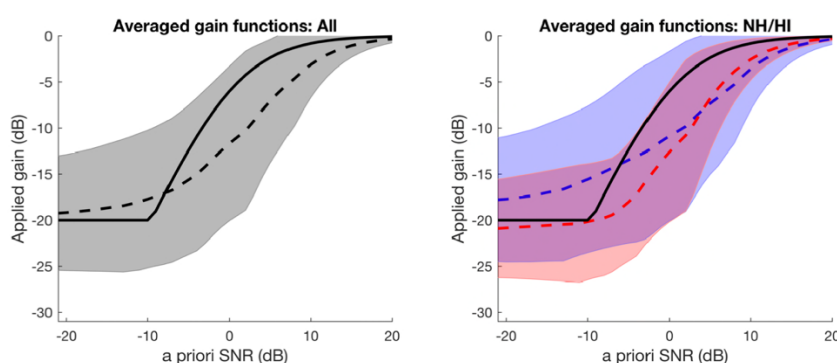 Averaged gain functions: All
0
-5
-10
-15
-20
-25
-30
Applied gain (dB)
-20 -10 0 10 20
a priori SNR (dB)
Averaged gain functions: NH/HI
0
-5
-10
-15
-20
-25
-30
Applied gain (dB)
-20 -10 0 10 20
a priori SNR (dB)